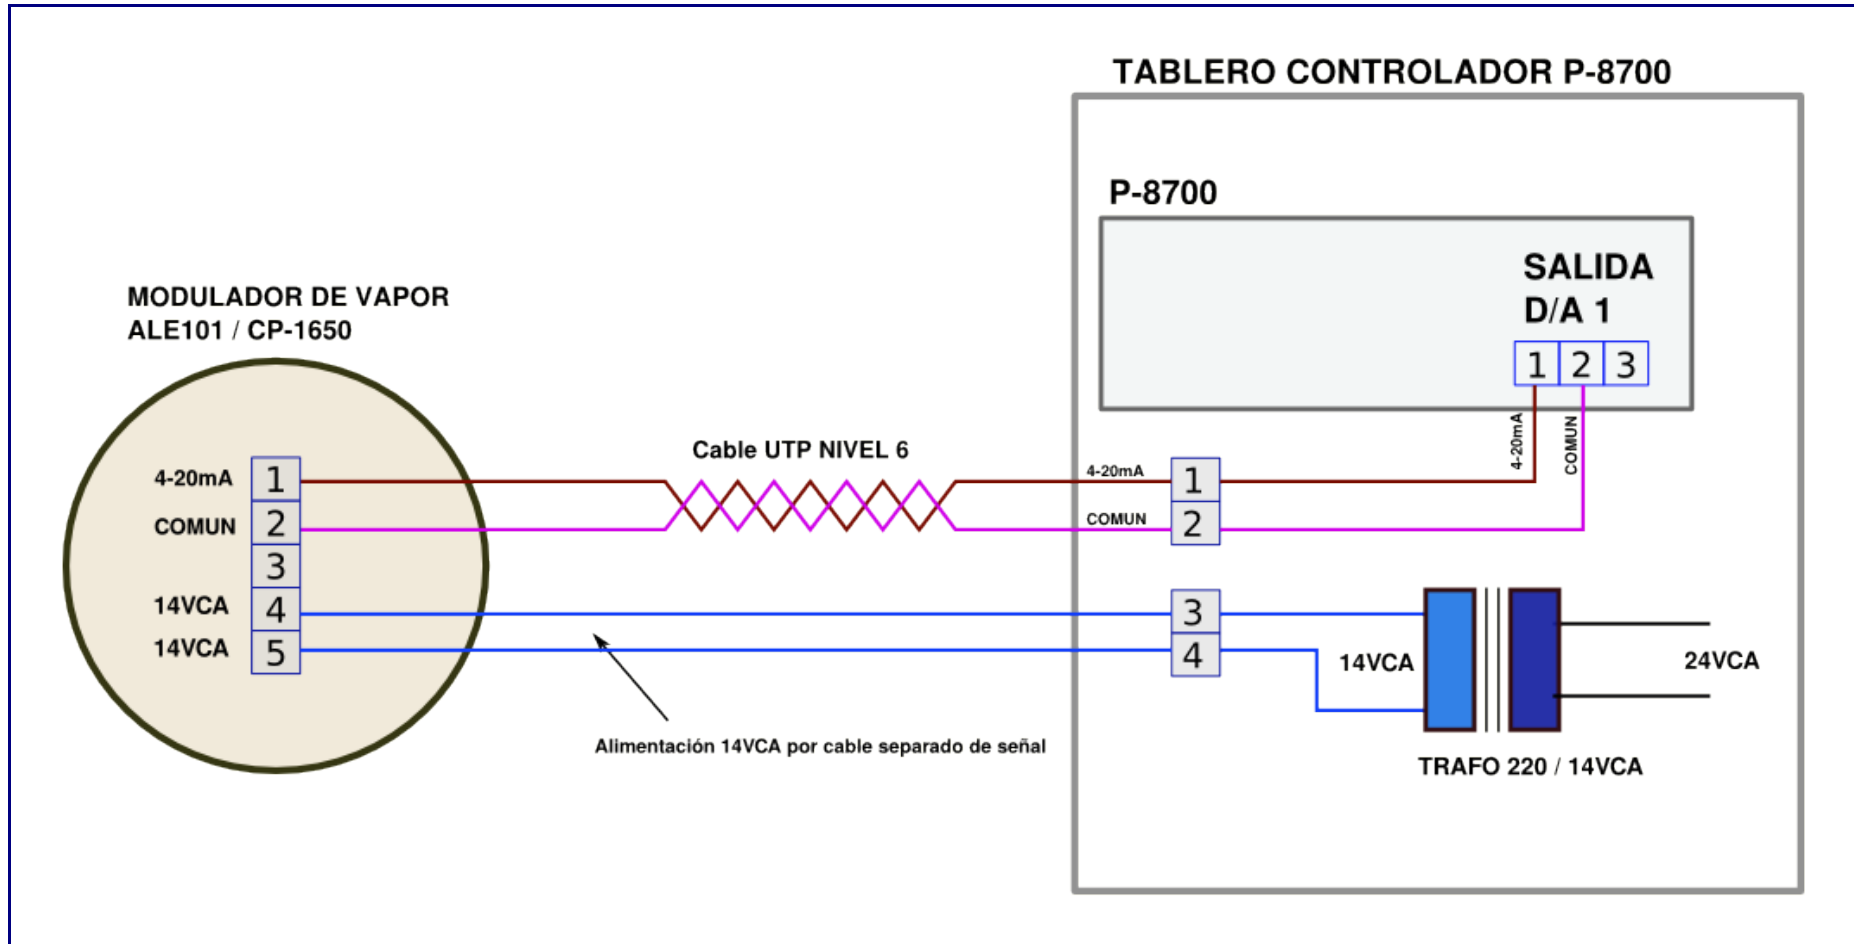 TABLERO CONTROLADOR P-8700
P-8700
SALIDA
D/A 1
1 2 3
4-20mA
COMUN
MODULADOR DE VAPOR
ALE101 / CP-1650
4-20mA 1
COMUN 2
3
14VCA 4
14VCA 5
Cable UTP NIVEL 6
4-20mA 1
COMUN 2
3
4
14VCA
24VCA
Alimentación 14VCA por cable separado de señal
TRAFO 220 / 14VCA